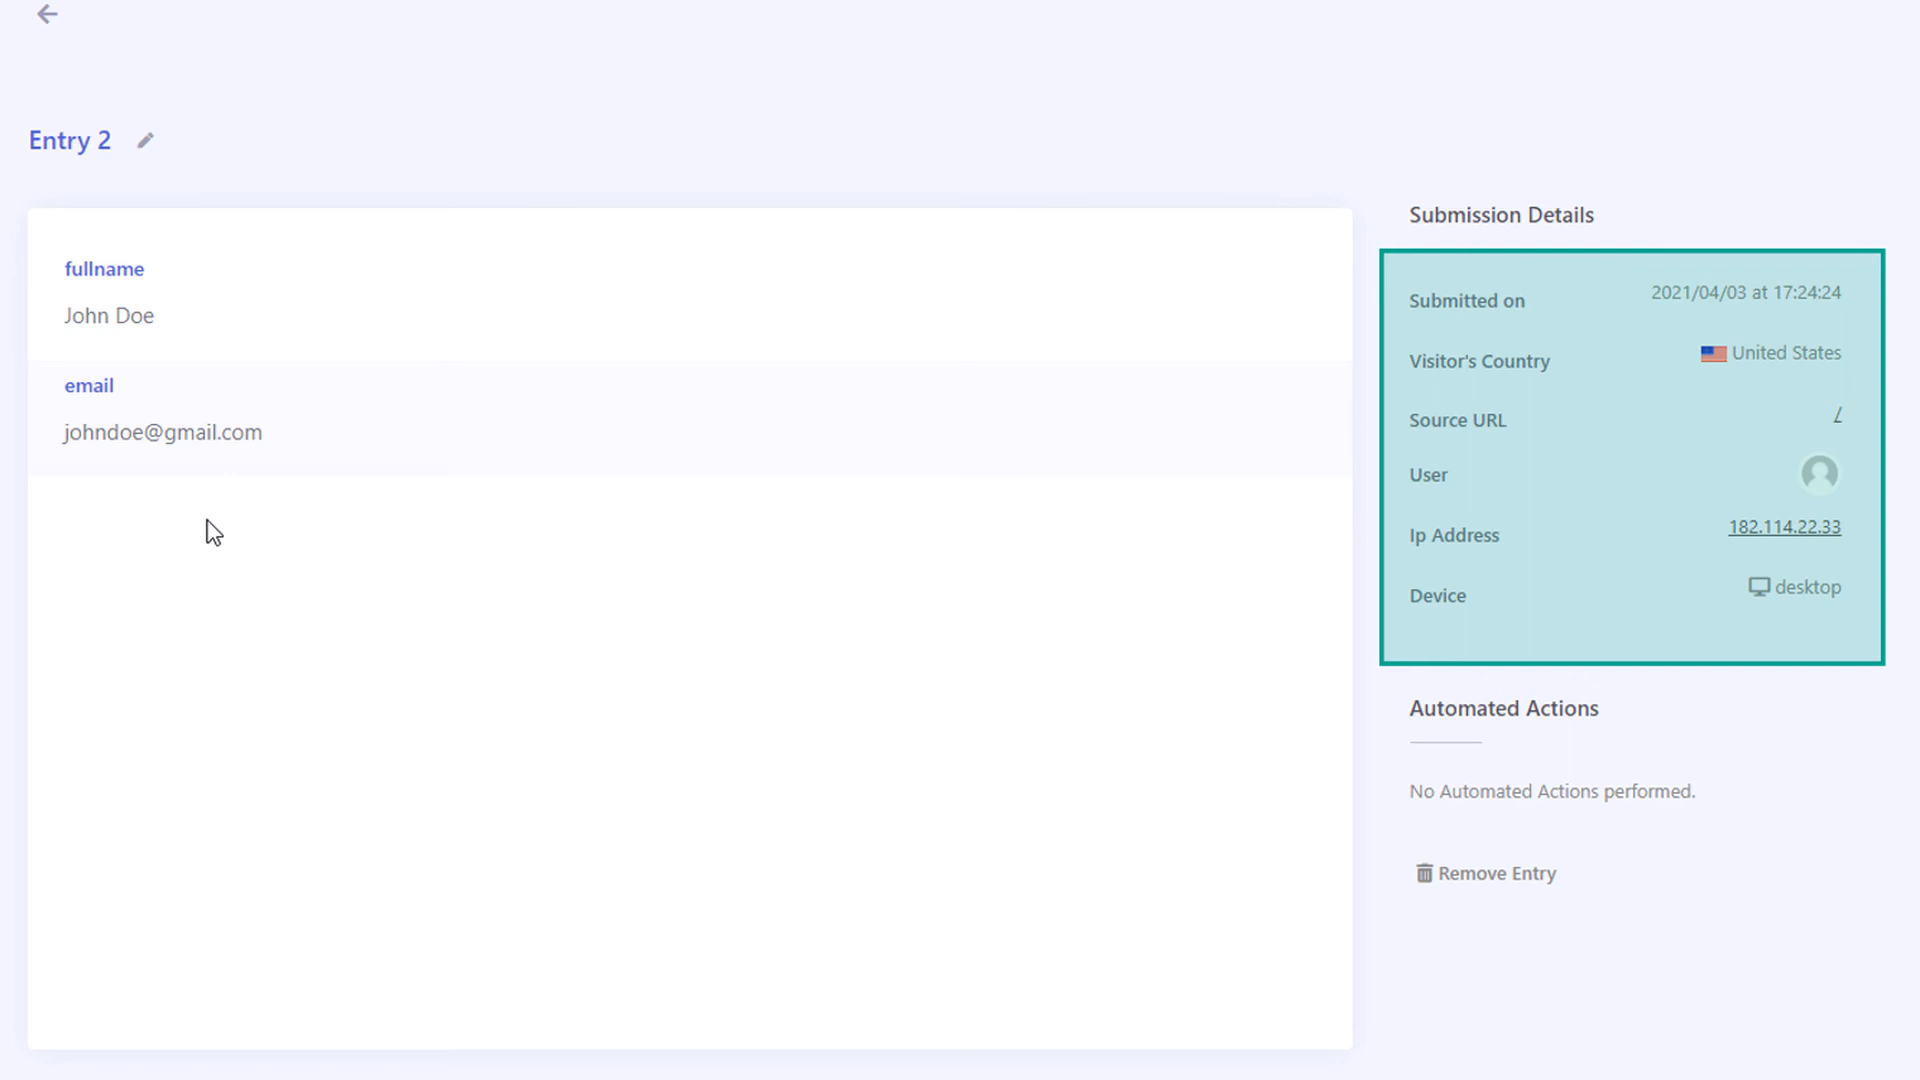 Entry 2
fullname
John Doe
email
johndoe@gmail.com
Submission Details
Submitted on 2021/04/03 at 17:24:24
Visitor's Country United States
Source URL /
User
Ip Address 182.114.22.33
Device desktop
Automated Actions
No Automated Actions performed.
Remove Entry